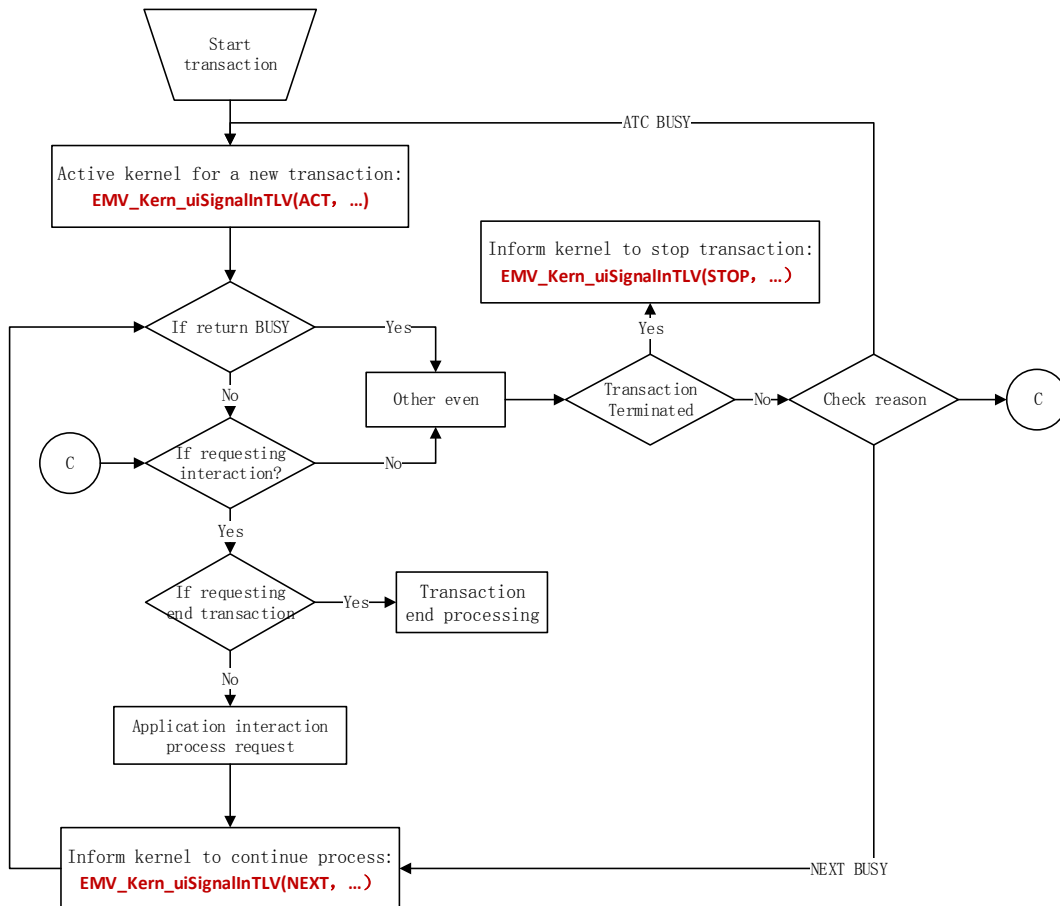 Start
transaction
ATC BUSY
Active kernel for a new transaction:
EMV_Kern_uiSignalInTLV(ACT, …)
Inform kernel to stop transaction:
EMV_Kern_uiSignalInTLV(STOP, …）
If return BUSY
Yes
Yes
No
Other even
Transaction
Terminated
No
Check reason
C
C
If requesting
interaction?
No
Yes
If requesting
end transaction
Yes
Transaction
end processing
No
Application interaction
process request
Inform kernel to continue process:
EMV_Kern_uiSignalInTLV(NEXT, …）
NEXT BUSY